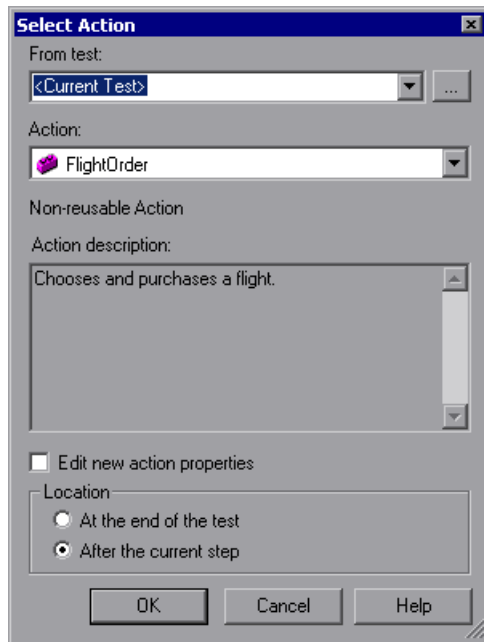 Select Action
From test:
<Current Test>
...
Action:
FlightOrder
Non-reusable Action
Action description:
Chooses and purchases a flight.
Edit new action properties
Location
At the end of the test
After the current step
OK Cancel Help